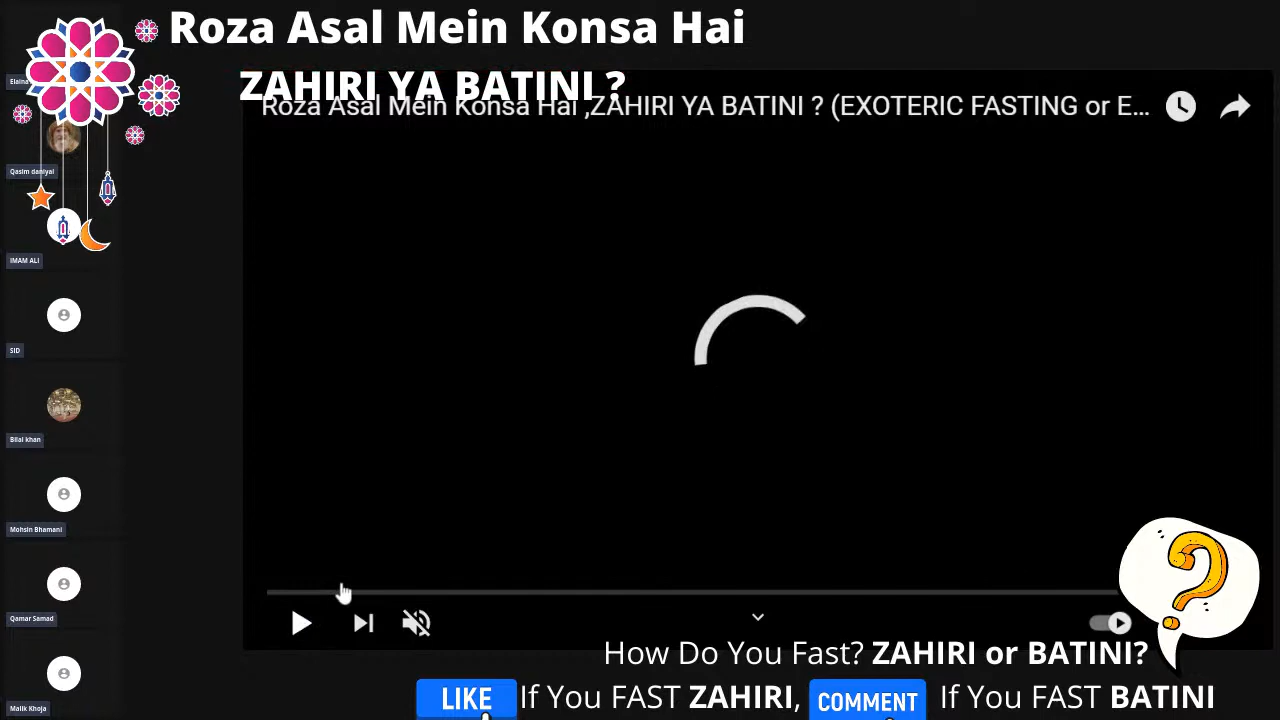 Roza Asal Mein Konsa Hai
ZAHIRI YA BATINI ?
Roza Asal Mein Konsa Hai ,ZAHIRI YA BATINI ? (EXOTERIC FASTING or E...
Qasim daniyal
IMAM ALI
SID
Bilal khan
Mohsin Bhamani
Qamar Samad
Malik Khoja
How Do You Fast? ZAHIRI or BATINI?
LIKE If You FAST ZAHIRI, COMMENT If You FAST BATINI